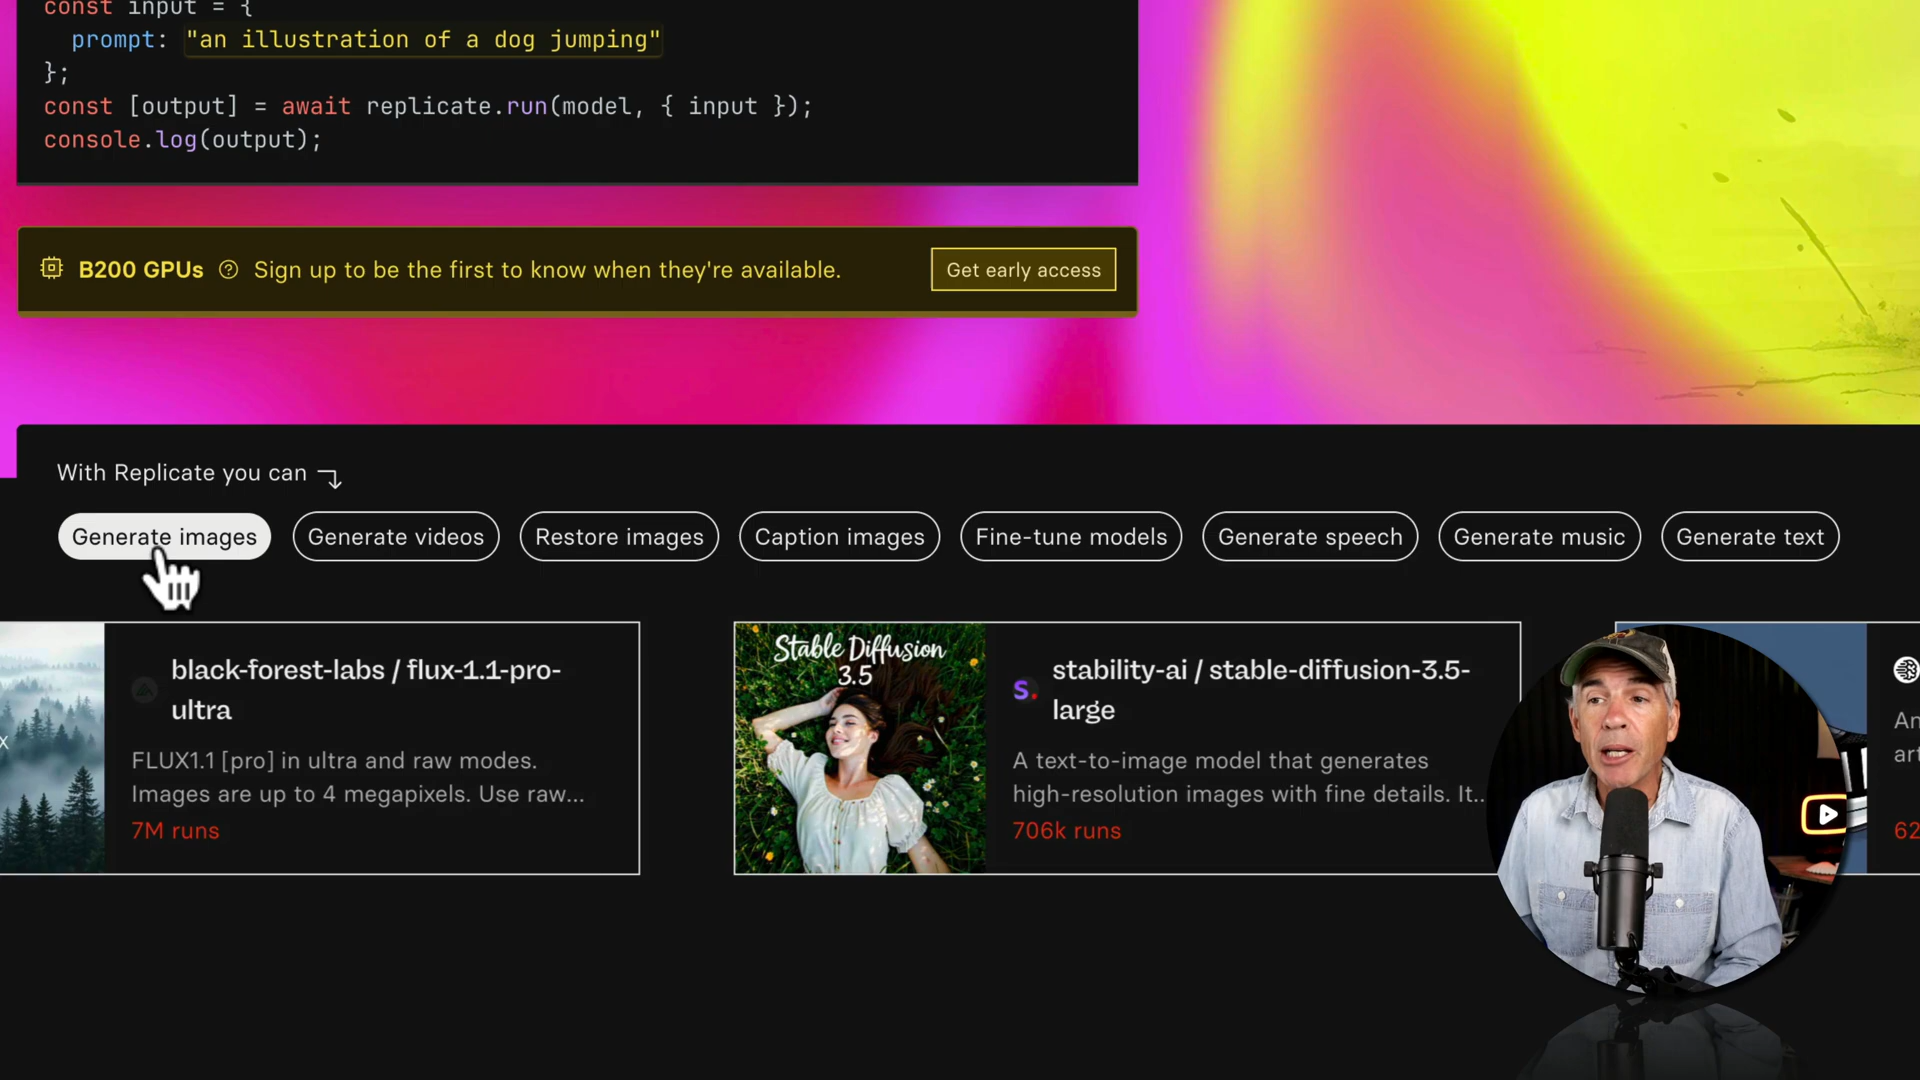 const input = {
prompt: "an illustration of a dog jumping"
};
const [output] = await replicate.run(model, { input });
console.log(output);
B200 GPUs ? Sign up to be the first to know when they're available.
Get early access
With Replicate you can
Generate images
Generate videos
Restore images
Caption images
Fine-tune models
Generate speech
Generate music
Generate text
black-forest-labs / flux-1.1-pro-
ultra
FLUX1.1 [pro] in ultra and raw modes.
Images are up to 4 megapixels. Use raw...
7M runs
Stable Diffusion
3.5
S.
stability-ai / stable-diffusion-3.5-
large
A text-to-image model that generates
high-resolution images with fine details. It..
706k runs